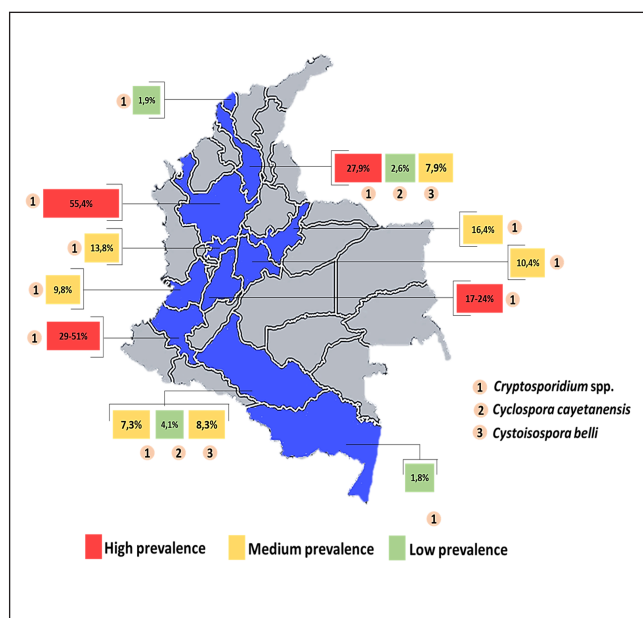 1 1,9%
27,9% 2,6% 7,9%
1 2 3
1 55,4%
16,4% 1
1 13,8%
10,4% 1
1 9,8%
17-24% 1
1 29-51%
1 Cryptosporidium spp.
2 Cyclospora cayetanensis
3 Cystoisospora belli
7,3% 4,1% 8,3%
1 2 3
1,8%
1
High prevalence Medium prevalence Low prevalence